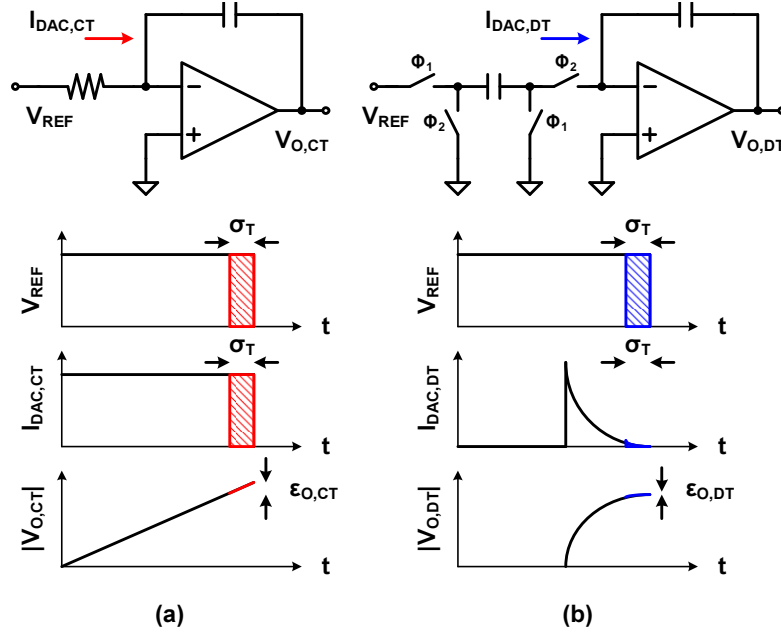 I_DAC,CT
V_REF
V_O,CT
I_DAC,DT
Φ₁
Φ₂
V_REF
Φ₂
Φ₁
V_O,DT
− +
− +
σ_T
V_REF
t
σ_T
I_DAC,CT
t
|V_O,CT|
ε_O,CT
t
(a)
σ_T
V_REF
t
σ_T
I_DAC,DT
t
|V_O,DT|
ε_O,DT
t
(b)